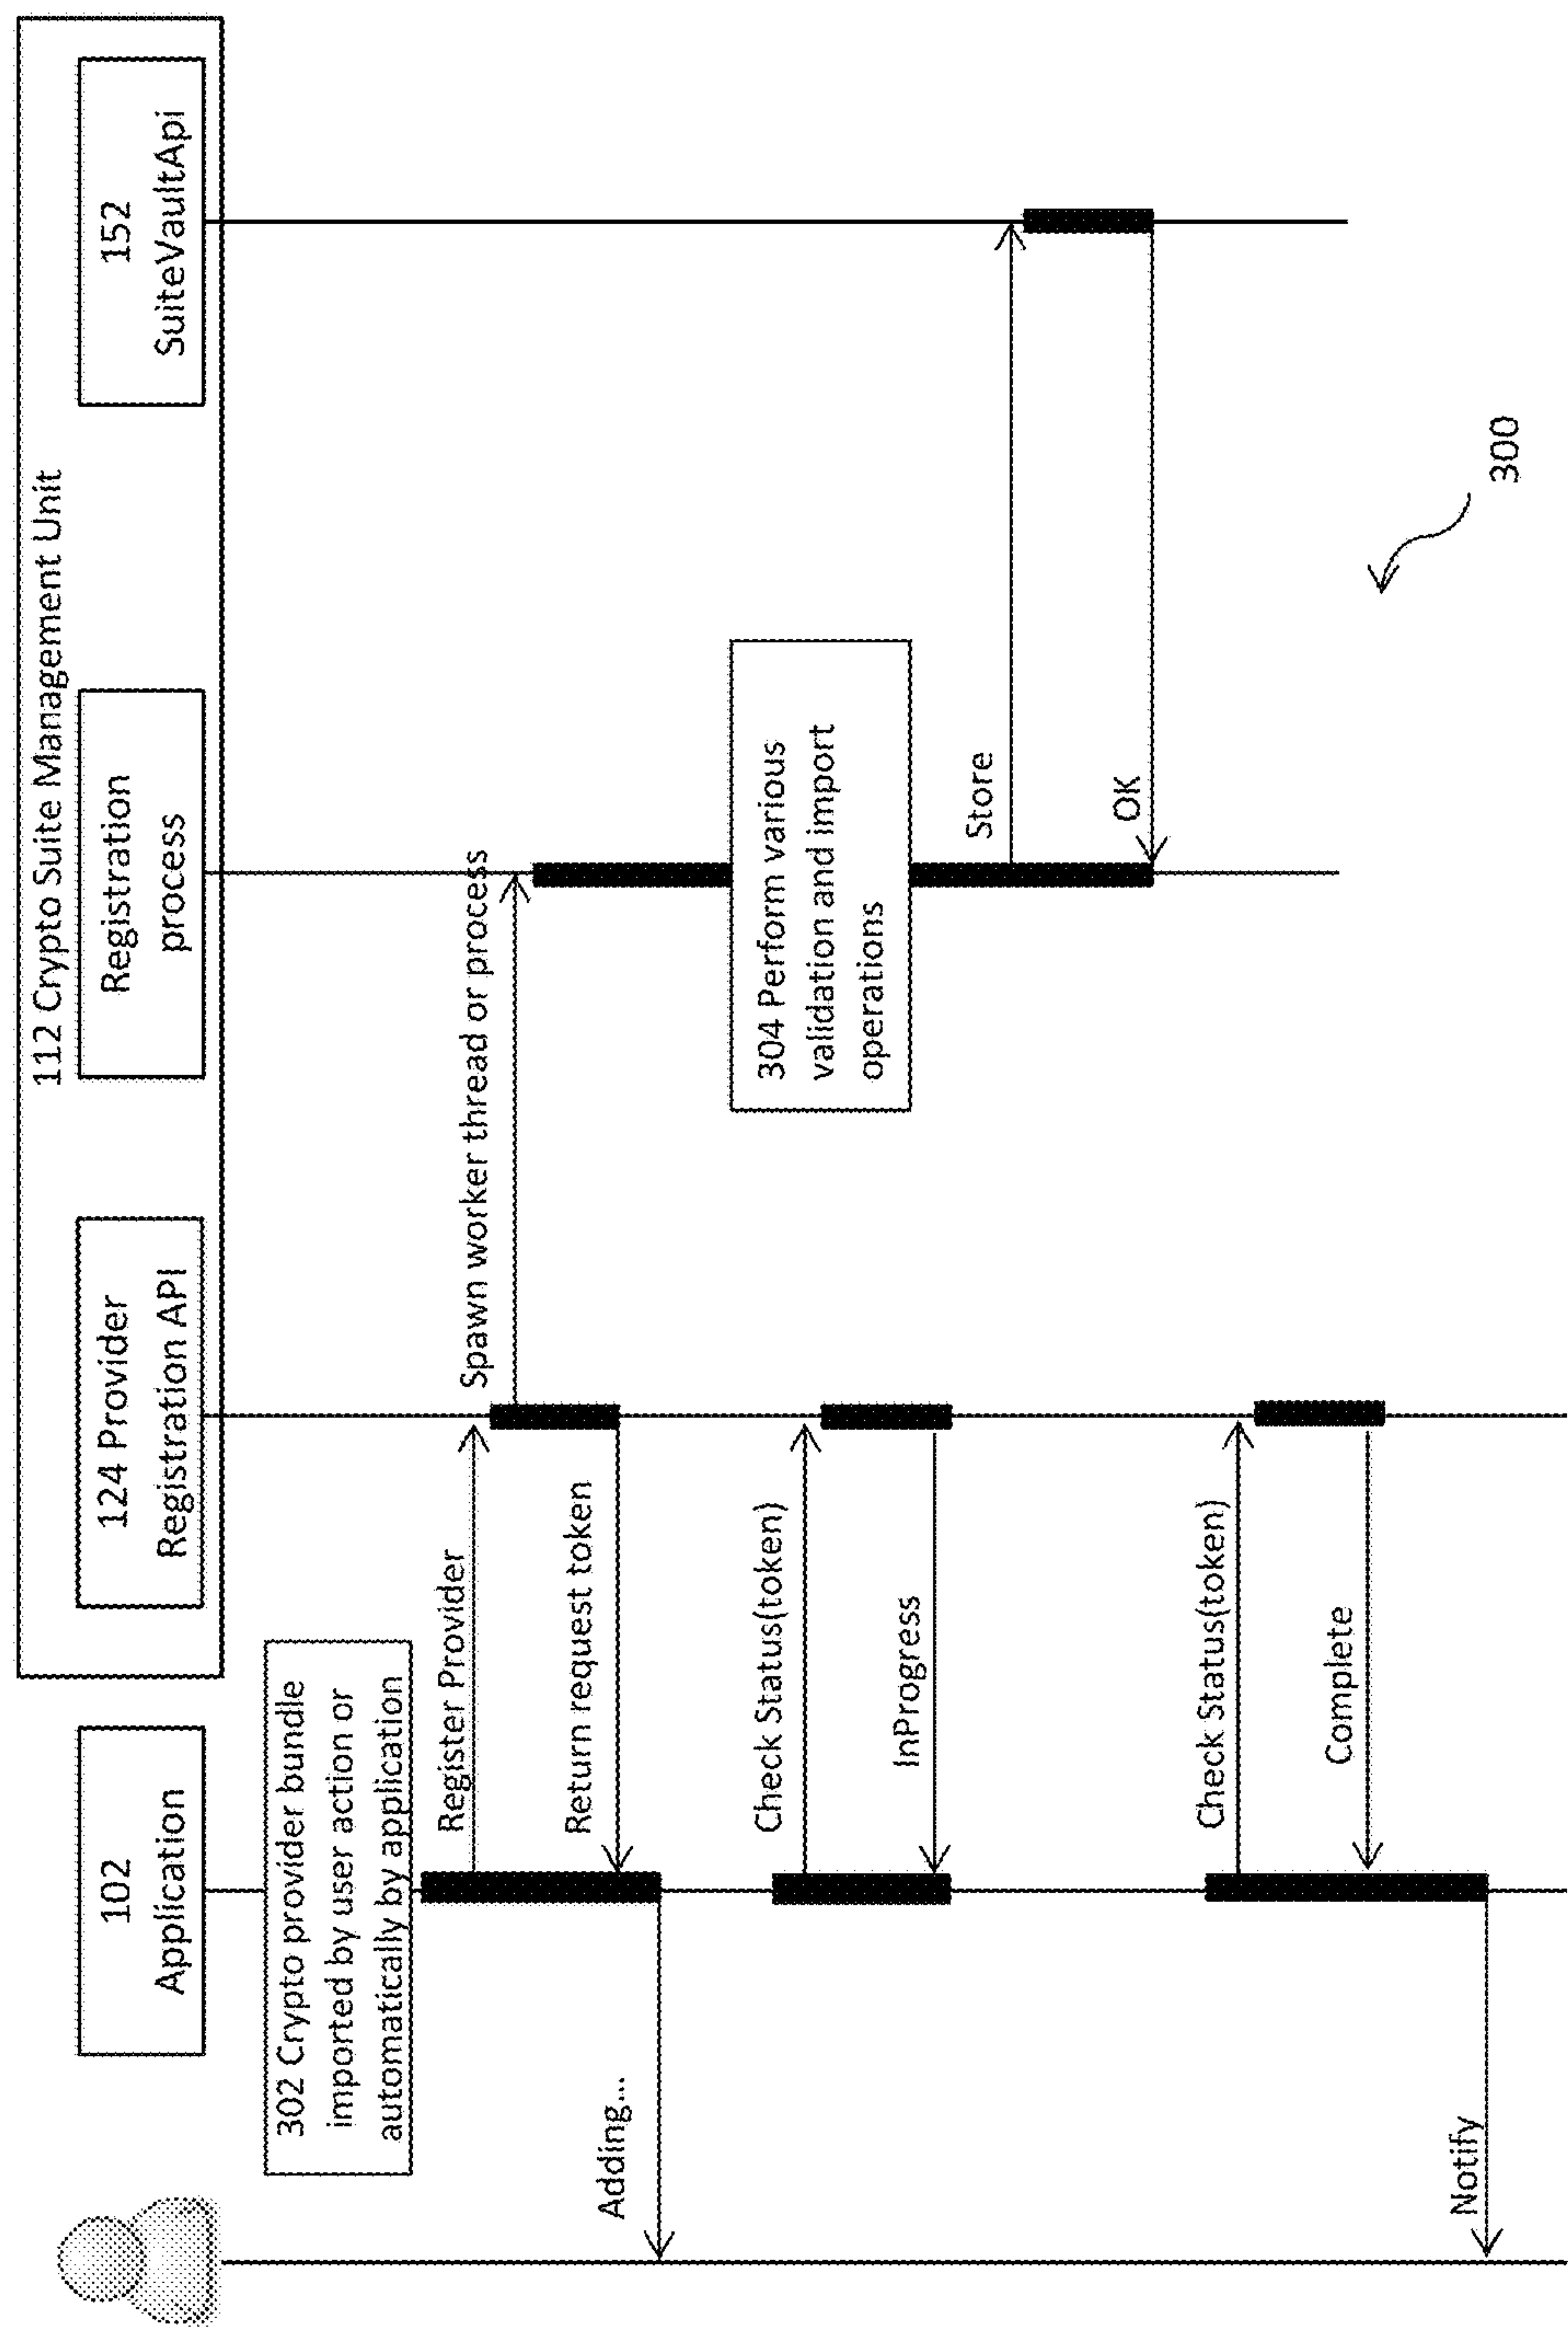 112 Crypto Suite Management Unit
102
Application
124 Provider
Registration API
Registration
process
152
SuiteVaultApi
302 Crypto provider bundle
imported by user action or
automatically by application
Register Provider
Spawn worker thread or process
Return request token
Adding...
304 Perform various
validation and import
operations
Check Status(token)
InProgress
Store
OK
Check Status(token)
Complete
Notify
300